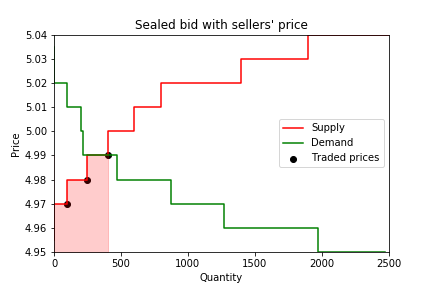 Sealed bid with sellers' price
5.04
5.03
5.02
5.01
5.00
4.99
4.98
4.97
4.96
4.95
Price
Supply
Demand
Traded prices
0 500 1000 1500 2000 2500
Quantity